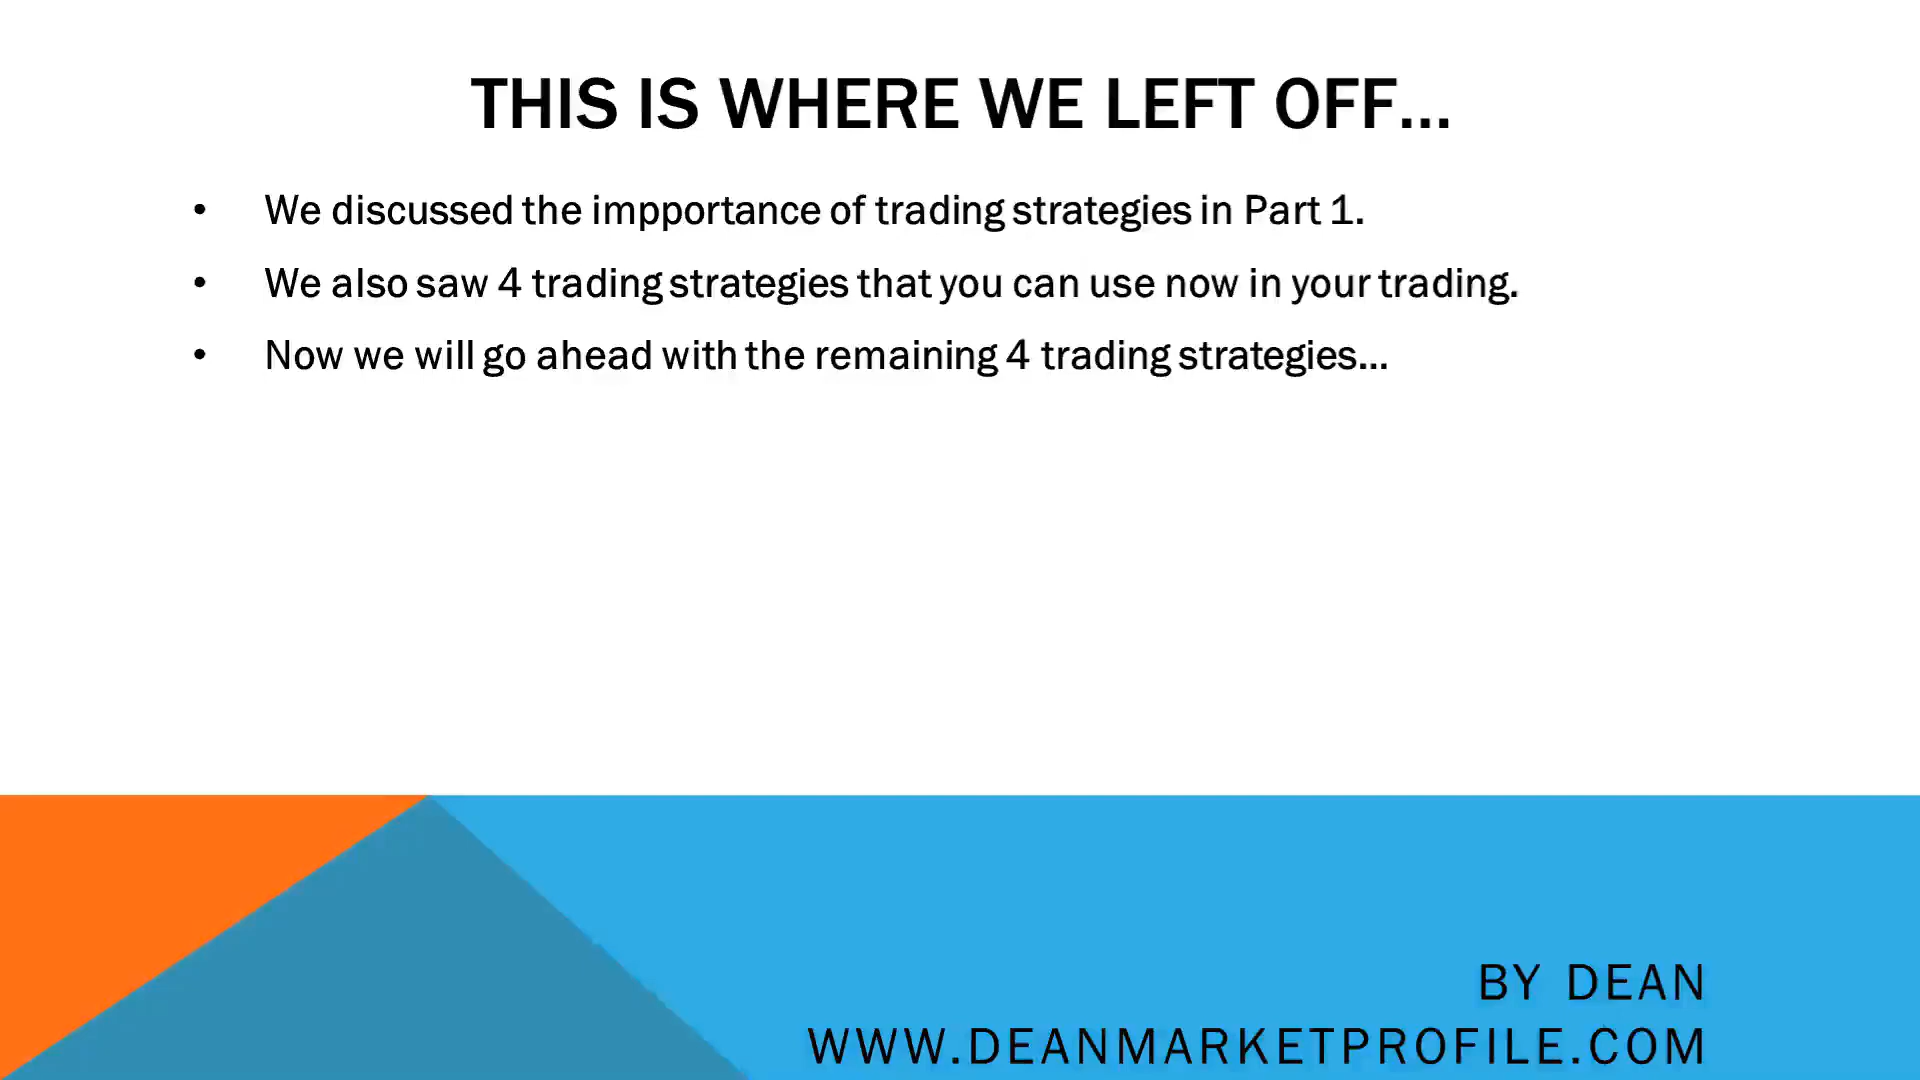 THIS IS WHERE WE LEFT OFF...
• We discussed the impportance of trading strategies in Part 1.
• We also saw 4 trading strategies that you can use now in your trading.
• Now we will go ahead with the remaining 4 trading strategies...
BY DEAN
WWW.DEANMARKETPROFILE.COM